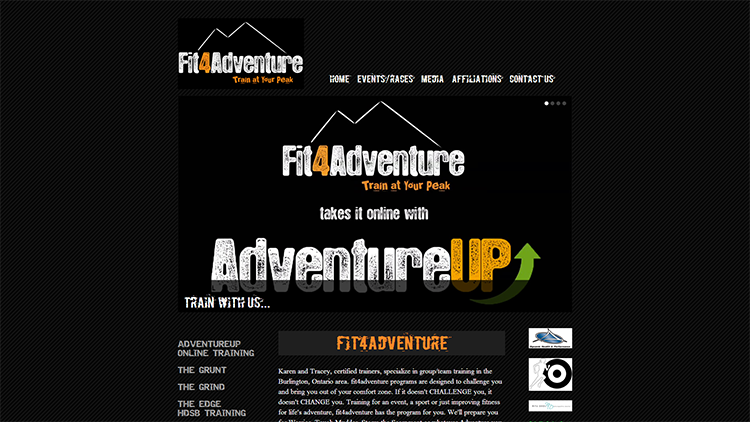 Fit4Adventure
Train at Your Peak
HOME EVENTS/RACES MEDIA AFFILIATIONS CONTACT US
Fit4Adventure
Train at Your Peak
takes it online with
AdventureUP
TRAIN WITH US...
ADVENTUREUP
ONLINE TRAINING
THE GRUNT
THE GRIND
THE EDGE
HDSB TRAINING
FIT4ADVENTURE
Karen and Tracey, certified trainers, specialize in group/team training in the
Burlington, Ontario area. fit4adventure programs are designed to challenge you
and bring you out of your comfort zone. If it doesn't CHALLENGE you, it
doesn't CHANGE you. Training for an event, a sport or just improving fitness
for life's adventure, fit4adventure has the program for you. We'll prepare you